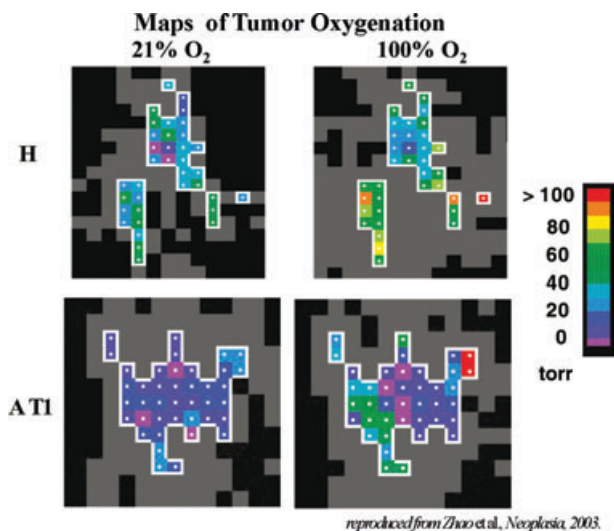 Maps of Tumor Oxygenation
21% O₂
100% O₂
H
> 100
80
60
40
20
0
torr
AT1
reproduced from Zhao et al., Neoplasia, 2003.